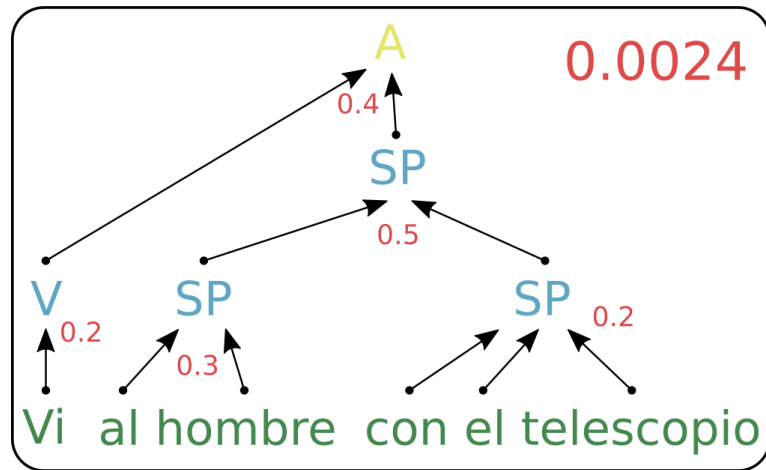 A
0.0024
0.4
SP
0.5
V SP SP
0.2 0.3 0.2
Vi al hombre con el telescopio